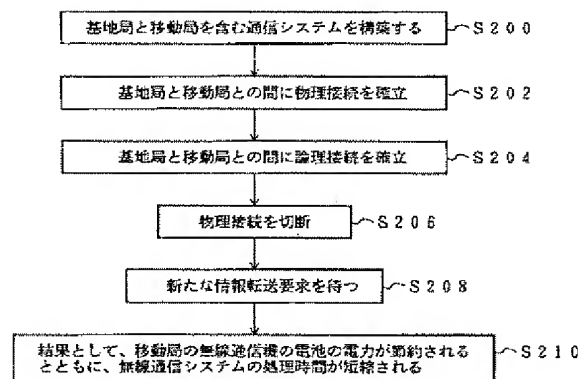 基地局と移動局を含む通信システムを構築する S200
基地局と移動局との間に物理接続を確立 S202
基地局と移動局との間に論理接続を確立 S204
物理接続を切断 S206
新たな情報転送要求を待つ S208
結果として、移動局の無線通信機の電池の電力が節約される
とともに、無線通信システムの処理時間が短縮される S210